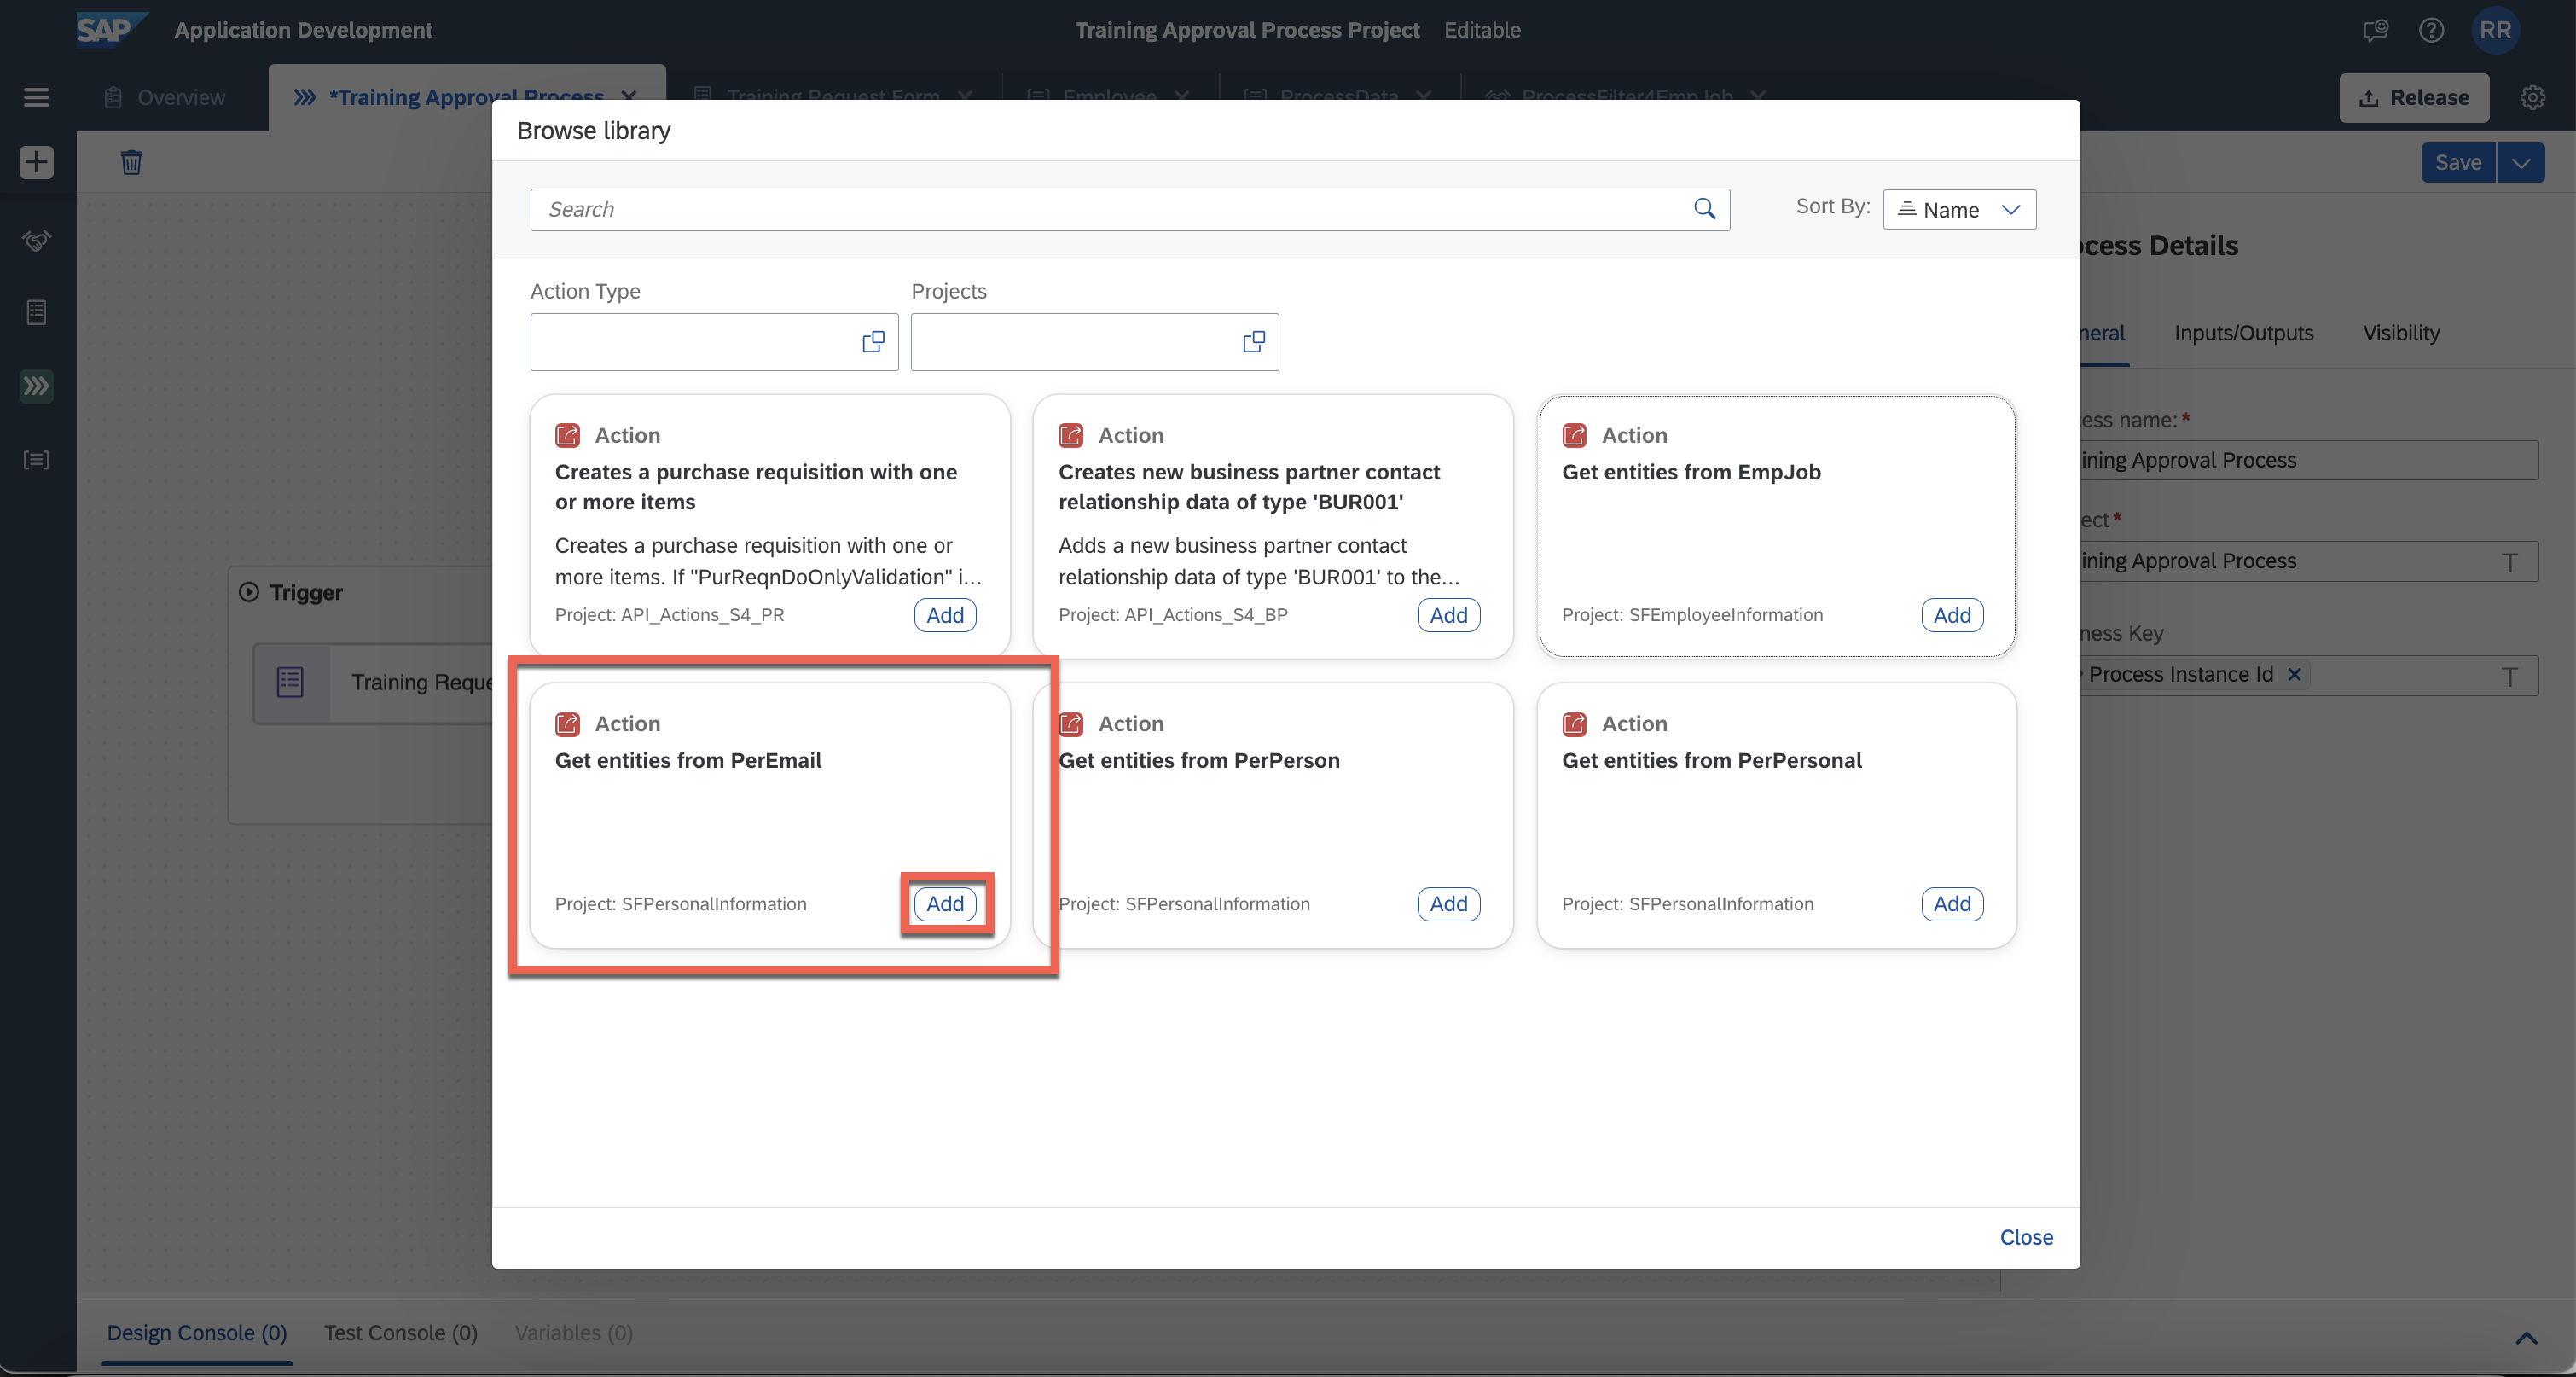 SAP Application Development
Training Approval Process Project Editable
RR
Overview
*Training Approval Process
Training Request Form
Employee
ProcessData
ProcessFilter4EmpJob
Release
Browse library
Save
Search
Sort By: Name
Process Details
Action Type
Projects
neral
Inputs/Outputs
Visibility
Action
Creates a purchase requisition with one
or more items
Creates a purchase requisition with one or
more items. If "PurReqnDoOnlyValidation" i...
Project: API_Actions_S4_PR
Add
Action
Creates new business partner contact
relationship data of type 'BUR001'
Adds a new business partner contact
relationship data of type 'BUR001' to the...
Project: API_Actions_S4_BP
Add
Action
Get entities from EmpJob
Project: SFEmployeeInformation
Add
ess name:*
ining Approval Process
ect*
ining Approval Process
Trigger
Training Reque
ness Key
Process Instance Id
Action
Get entities from PerEmail
Project: SFPersonalInformation
Add
Action
Get entities from PerPerson
Project: SFPersonalInformation
Add
Action
Get entities from PerPersonal
Project: SFPersonalInformation
Add
Close
Design Console (0)
Test Console (0)
Variables (0)